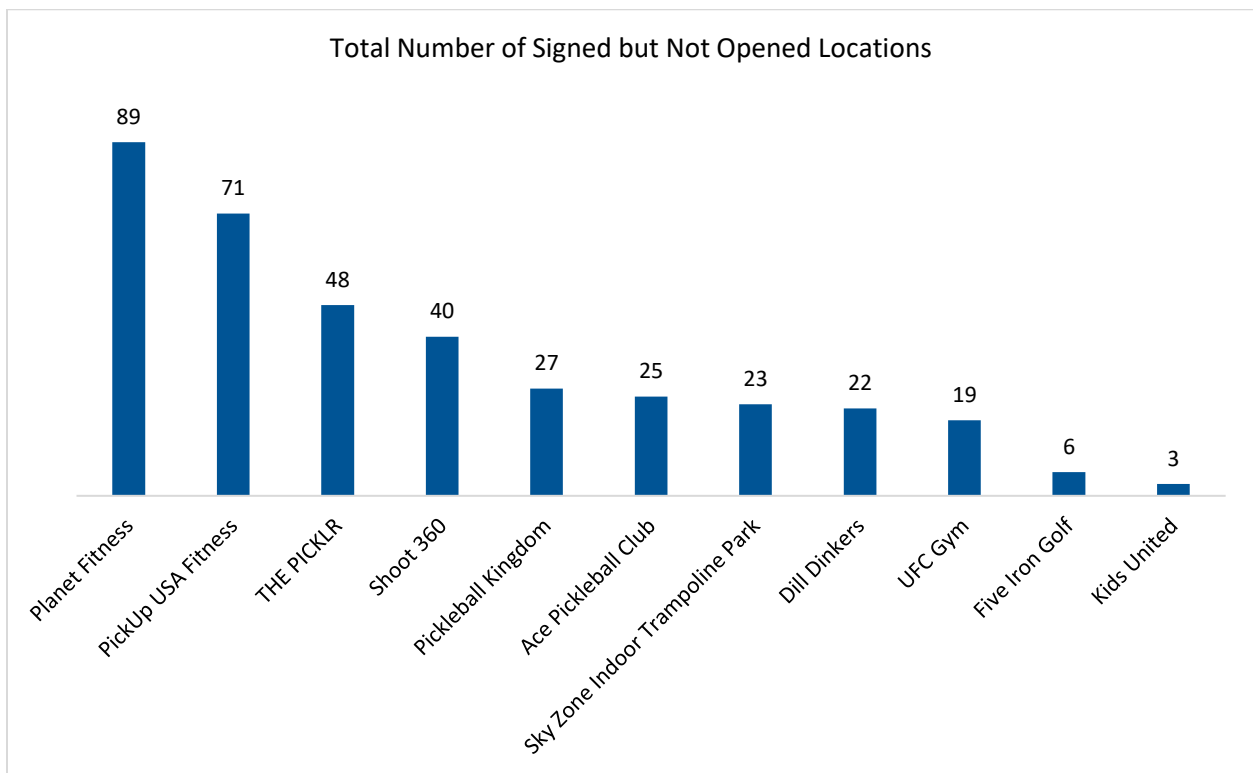 Total Number of Signed but Not Opened Locations
89
71
48
40
27
25
23
22
19
6
3
Planet Fitness
PickUp USA Fitness
THE PICKLR
Shoot 360
Pickleball Kingdom
Ace Pickleball Club
Sky Zone Indoor Trampoline Park
Dill Dinkers
UFC Gym
Five Iron Golf
Kids United